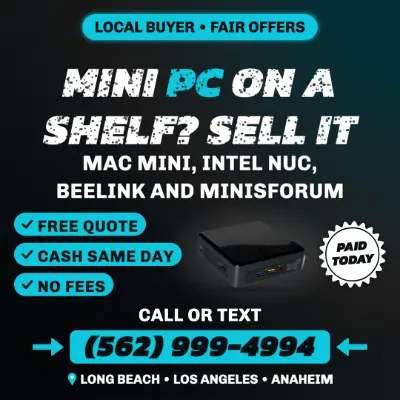 LOCAL BUYER • FAIR OFFERS
MINI PC ON A
SHELF? SELL IT
MAC MINI, INTEL NUC,
BEELINK AND MINISFORUM
FREE QUOTE
CASH SAME DAY
NO FEES
PAID
TODAY
CALL OR TEXT
(562) 999-4994
LONG BEACH • LOS ANGELES • ANAHEIM